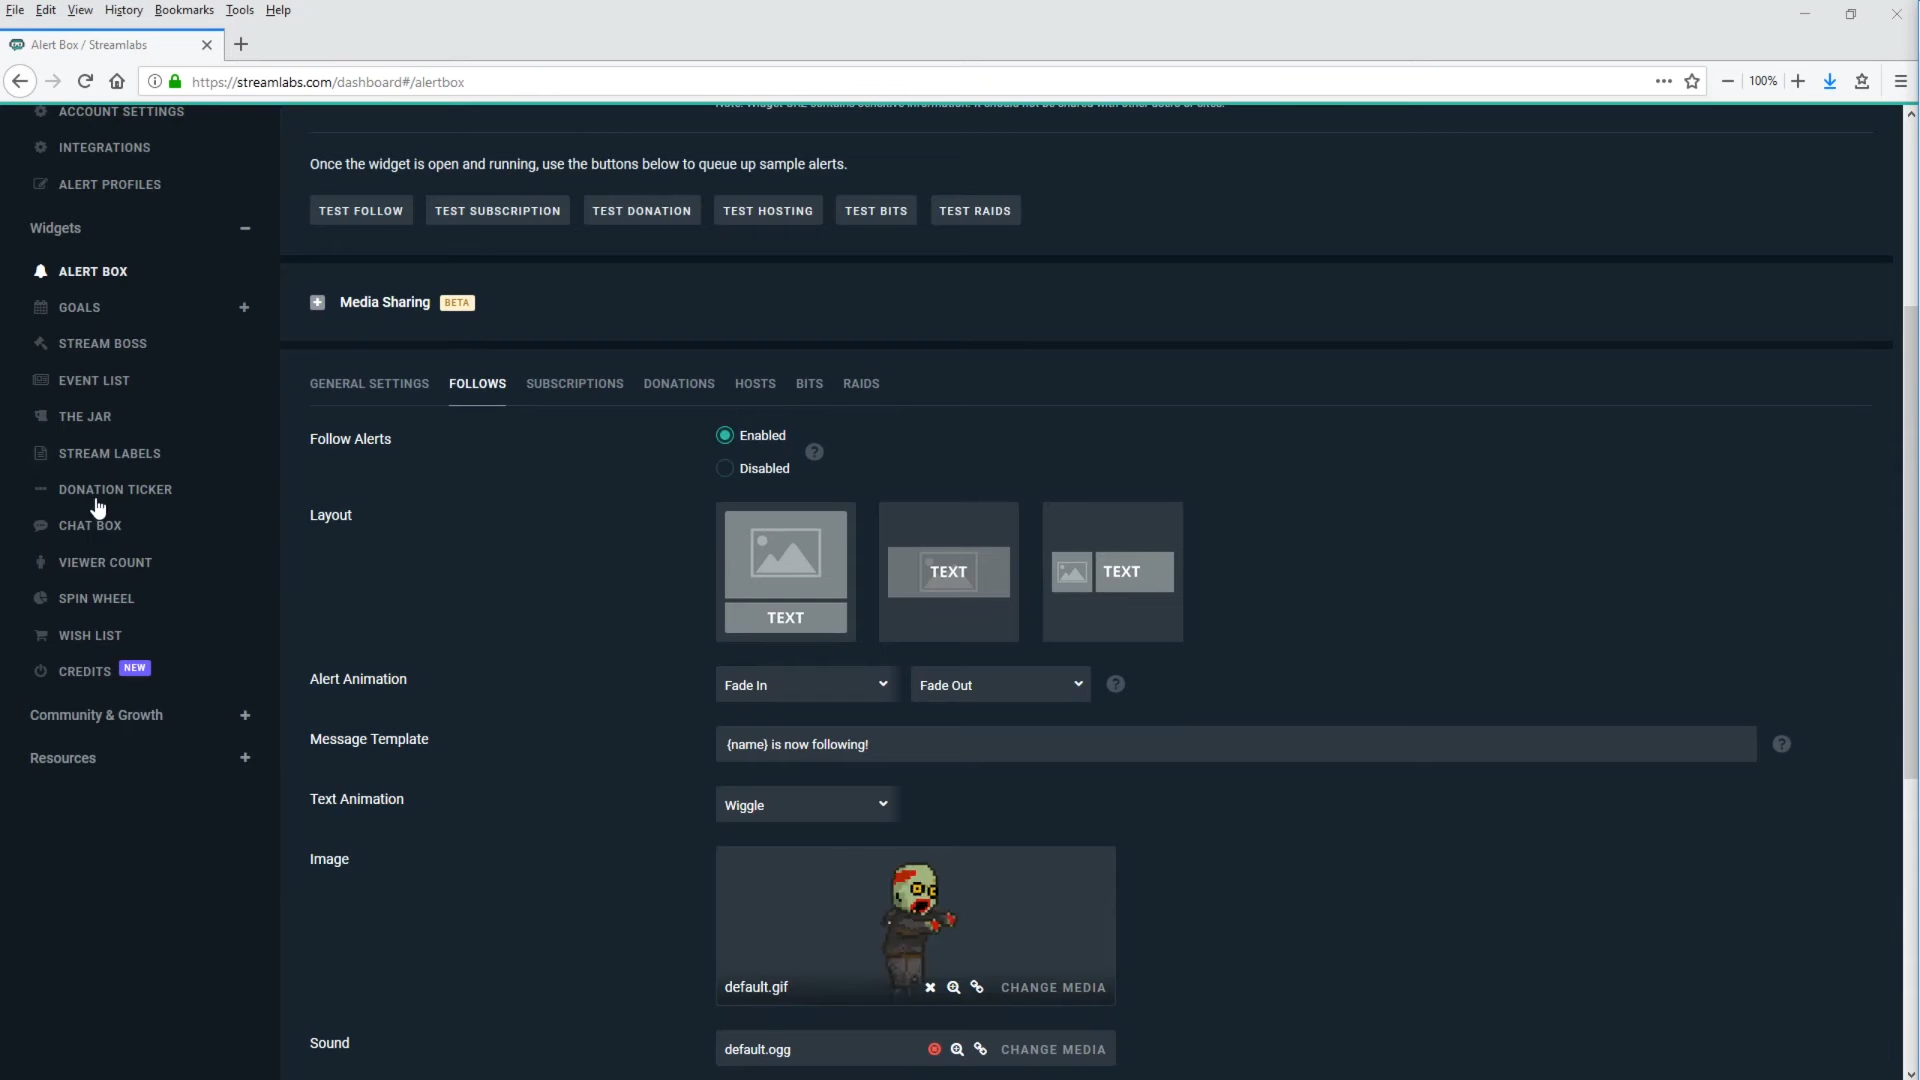 File Edit View History Bookmarks Tools Help
Alert Box / Streamlabs
https://streamlabs.com/dashboard#/alertbox
100%
ACCOUNT SETTINGS
INTEGRATIONS
ALERT PROFILES
Widgets
ALERT BOX
GOALS
STREAM BOSS
EVENT LIST
THE JAR
STREAM LABELS
DONATION TICKER
CHAT BOX
VIEWER COUNT
SPIN WHEEL
WISH LIST
CREDITS NEW
Community & Growth
Resources
Once the widget is open and running, use the buttons below to queue up sample alerts.
TEST FOLLOW TEST SUBSCRIPTION TEST DONATION TEST HOSTING TEST BITS TEST RAIDS
Media Sharing BETA
GENERAL SETTINGS FOLLOWS SUBSCRIPTIONS DONATIONS HOSTS BITS RAIDS
Follow Alerts
Enabled
Disabled
Layout
TEXT
TEXT
TEXT
Alert Animation
Fade In
Fade Out
Message Template
{name} is now following!
Text Animation
Wiggle
Image
default.gif
CHANGE MEDIA
Sound
default.ogg
CHANGE MEDIA